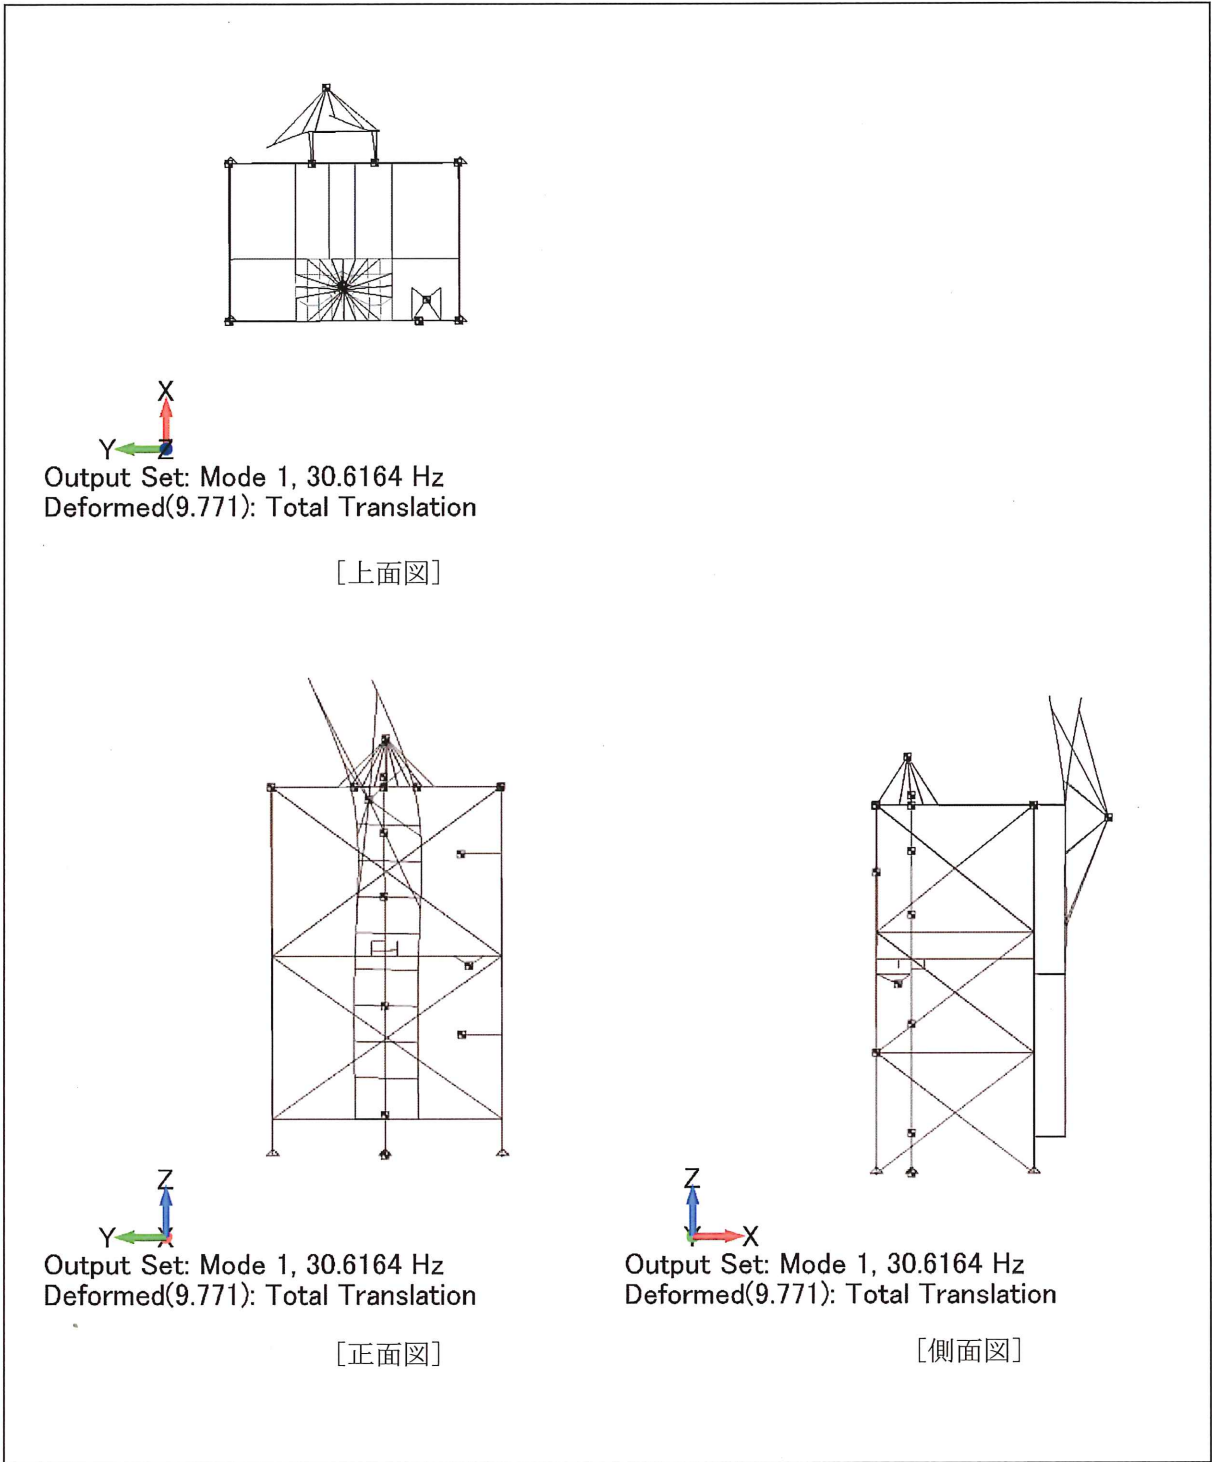 X
Y Z
Output Set: Mode 1, 30.6164 Hz
Deformed(9.771): Total Translation
[上面図]
Z
Y X
Output Set: Mode 1, 30.6164 Hz
Deformed(9.771): Total Translation
[正面図]
Z
Y X
Output Set: Mode 1, 30.6164 Hz
Deformed(9.771): Total Translation
[側面図]